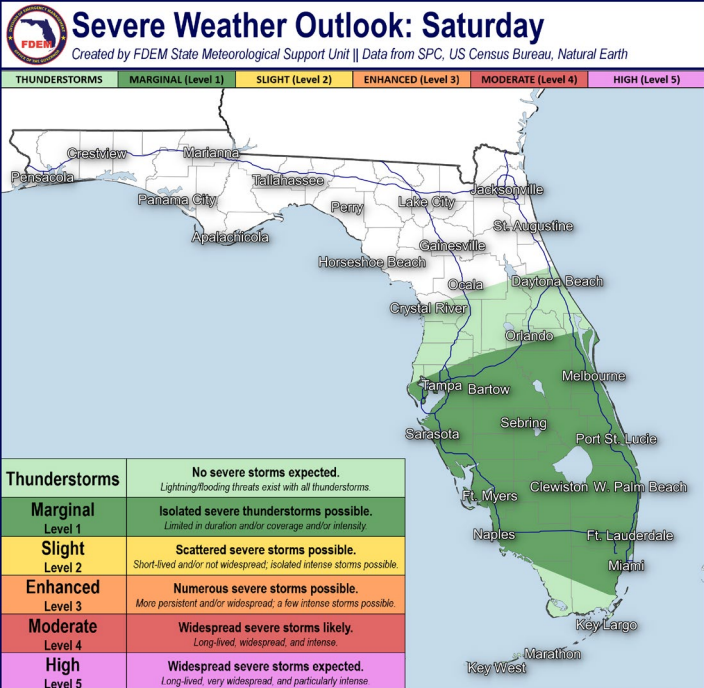 DIVISION OF EMERGENCY MANAGEMENT
FDEM
OFFICE OF THE GOVERNOR
Severe Weather Outlook: Saturday
Created by FDEM State Meteorological Support Unit || Data from SPC, US Census Bureau, Natural Earth
THUNDERSTORMS MARGINAL (Level 1) SLIGHT (Level 2) ENHANCED (Level 3) MODERATE (Level 4) HIGH (Level 5)
Crestview
Marianna
Pensacola
Tallahassee
Jacksonville
Panama City
Perry
Lake City
St. Augustine
Apalachicola
Gainesville
Horseshoe Beach
Ocala
Daytona Beach
Crystal River
Orlando
Tampa
Bartow
Melbourne
Sebring
Sarasota
Port St. Lucie
Ft. Myers
Clewiston
W. Palm Beach
Naples
Ft. Lauderdale
Miami
Key Largo
Marathon
Key West
Thunderstorms
No severe storms expected.
Lightning/flooding threats exist with all thunderstorms.
Marginal
Level 1
Isolated severe thunderstorms possible.
Limited in duration and/or coverage and/or intensity.
Slight
Level 2
Scattered severe storms possible.
Short-lived and/or not widespread; isolated intense storms possible.
Enhanced
Level 3
Numerous severe storms possible.
More persistent and/or widespread; a few intense storms possible.
Moderate
Level 4
Widespread severe storms likely.
Long-lived, widespread, and intense.
High
Level 5
Widespread severe storms expected.
Long-lived, very widespread, and particularly intense.